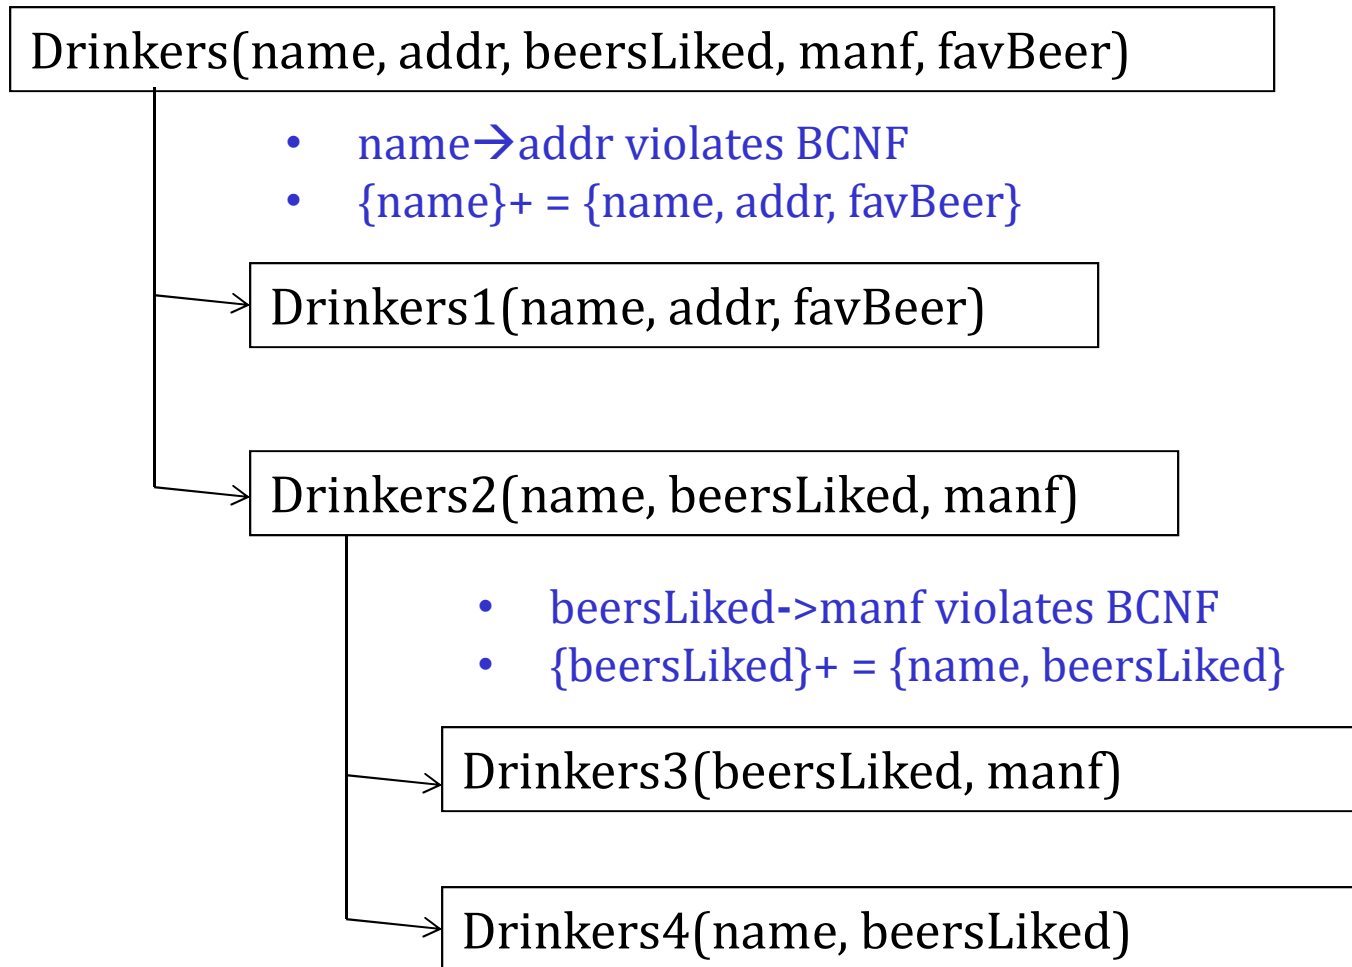 Drinkers(name, addr, beersLiked, manf, favBeer)
• name→addr violates BCNF
• {name}+ = {name, addr, favBeer}
Drinkers1(name, addr, favBeer)
Drinkers2(name, beersLiked, manf)
• beersLiked->manf violates BCNF
• {beersLiked}+ = {name, beersLiked}
Drinkers3(beersLiked, manf)
Drinkers4(name, beersLiked)